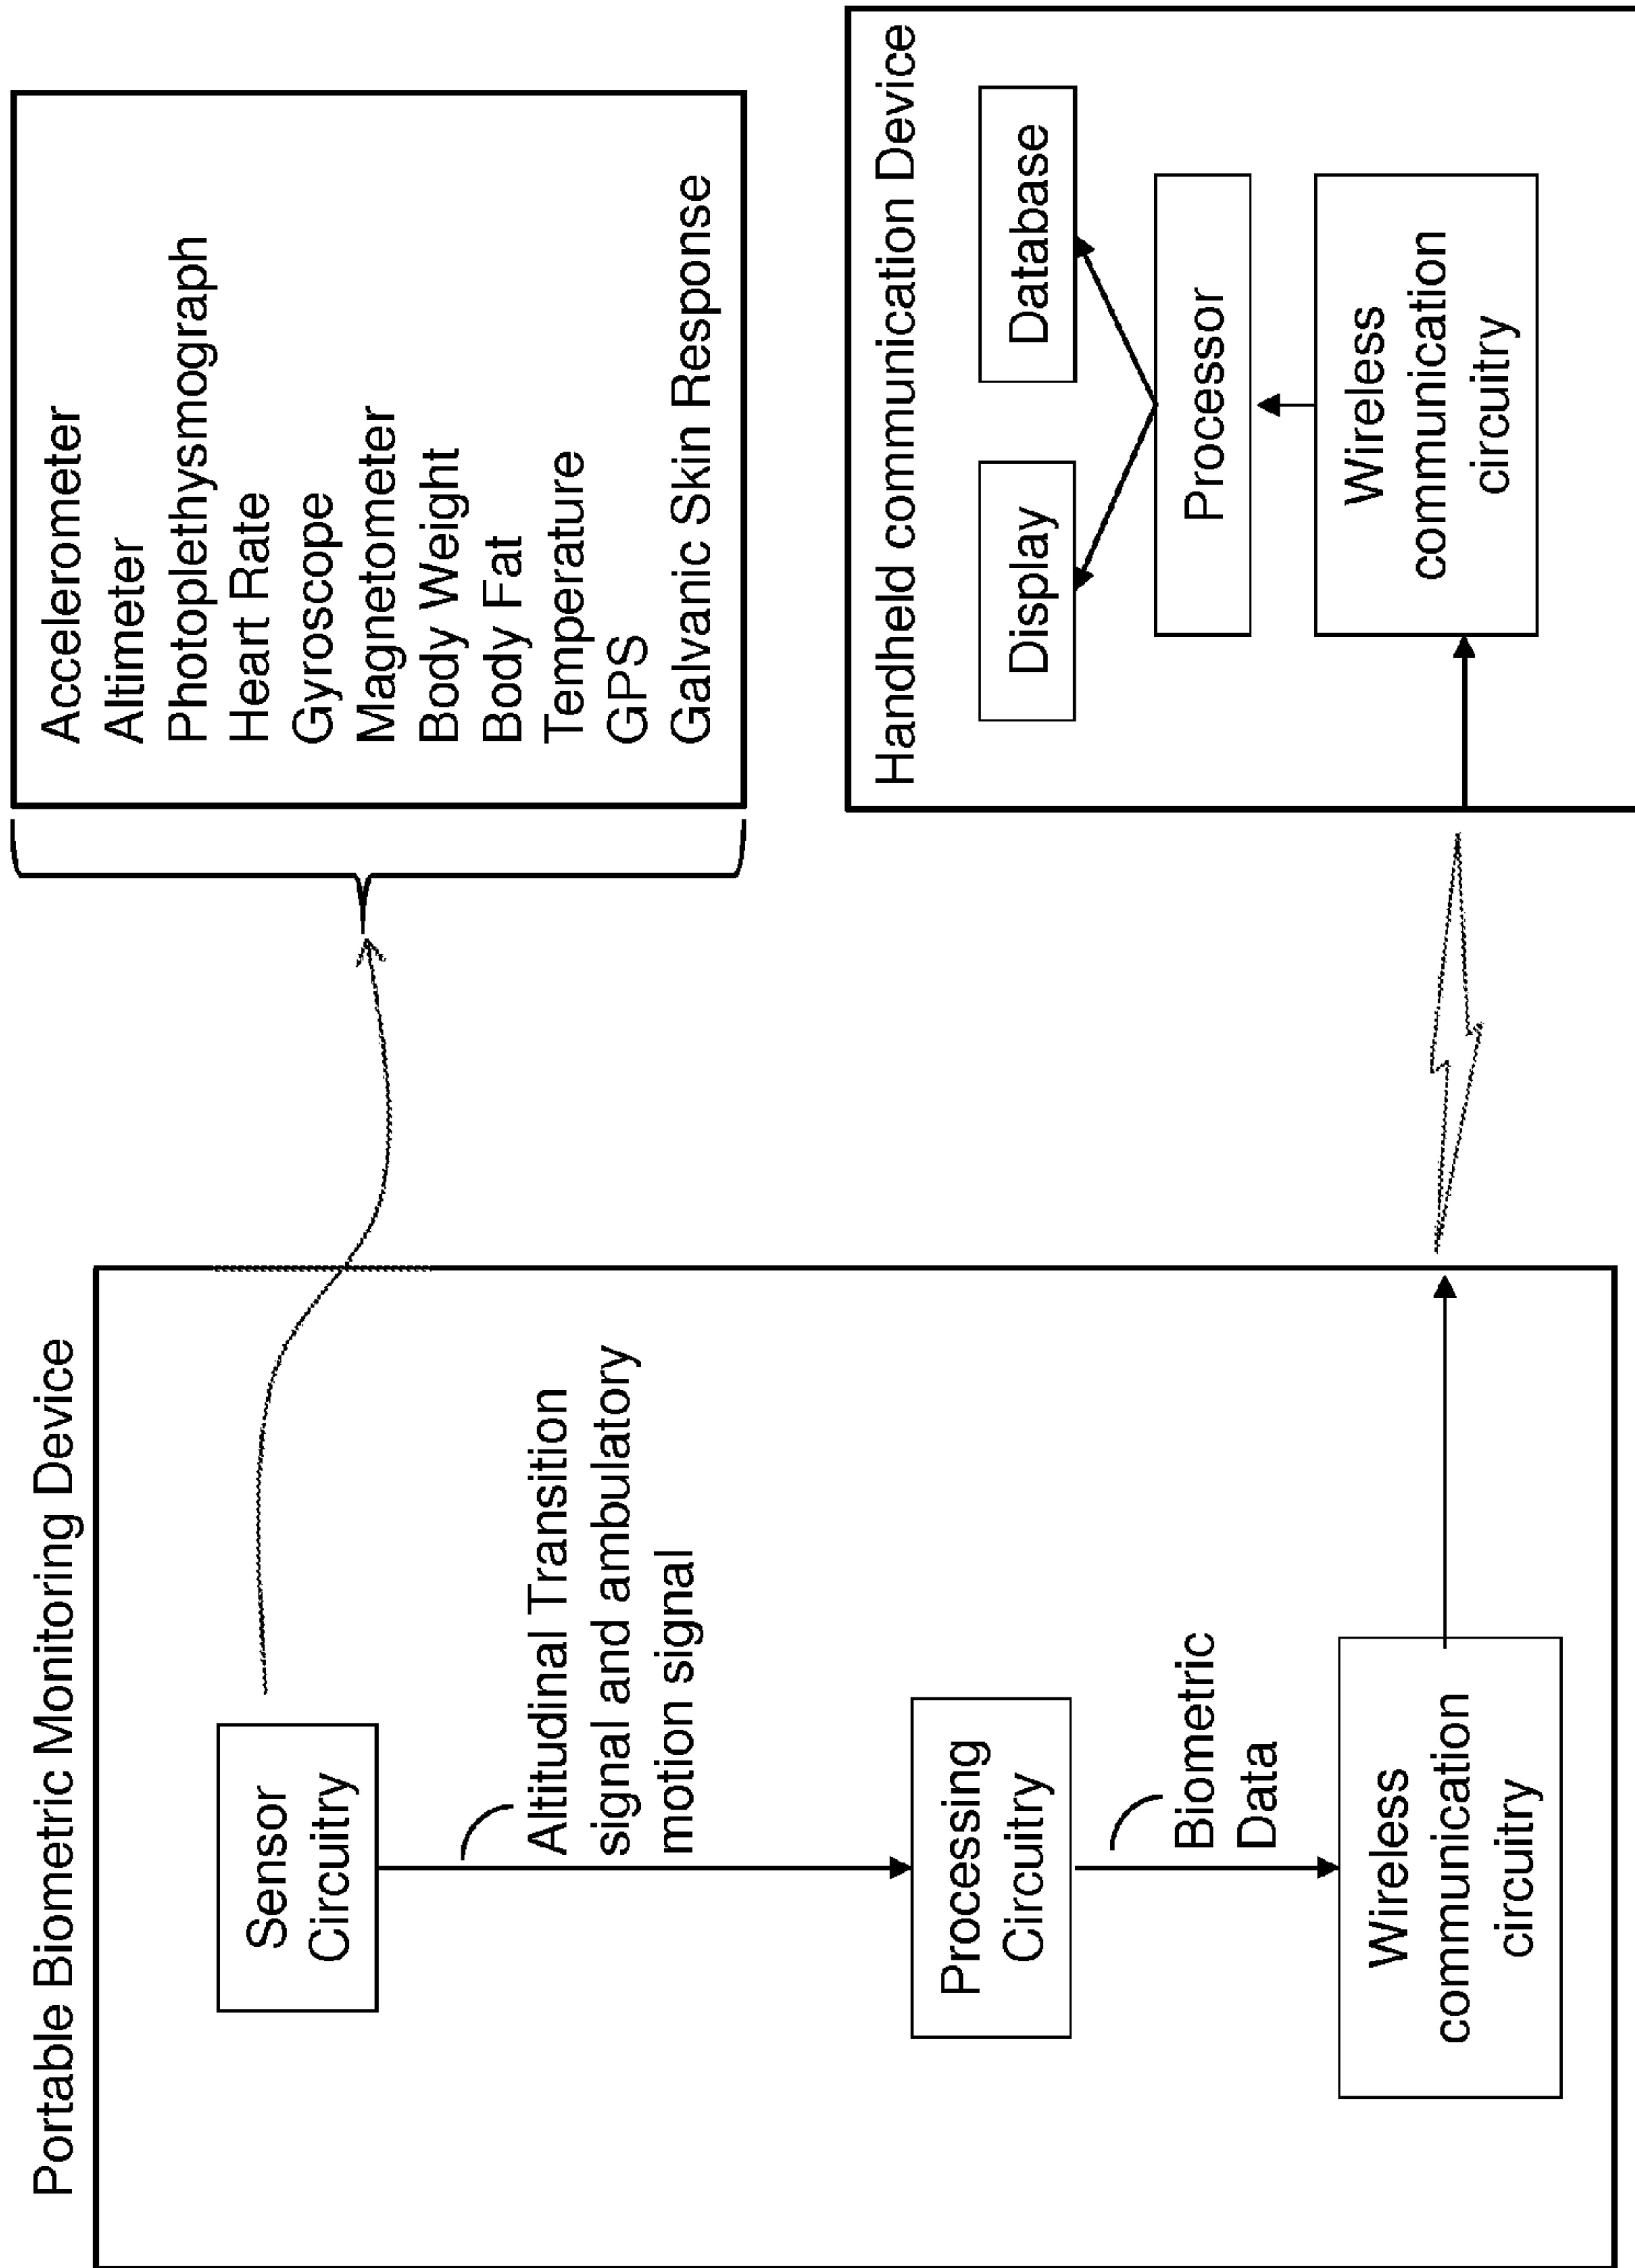 Portable Biometric Monitoring Device
Sensor
Circuitry
Altitudinal Transition
signal and ambulatory
motion signal
Processing
Circuitry
Biometric
Data
Wireless
communication
circuitry
Accelerometer
Altimeter
Photoplethysmograph
Heart Rate
Gyroscope
Magnetometer
Body Weight
Body Fat
Temperature
GPS
Galvanic Skin Response
Handheld communication Device
Display
Database
Processor
Wireless
communication
circuitry